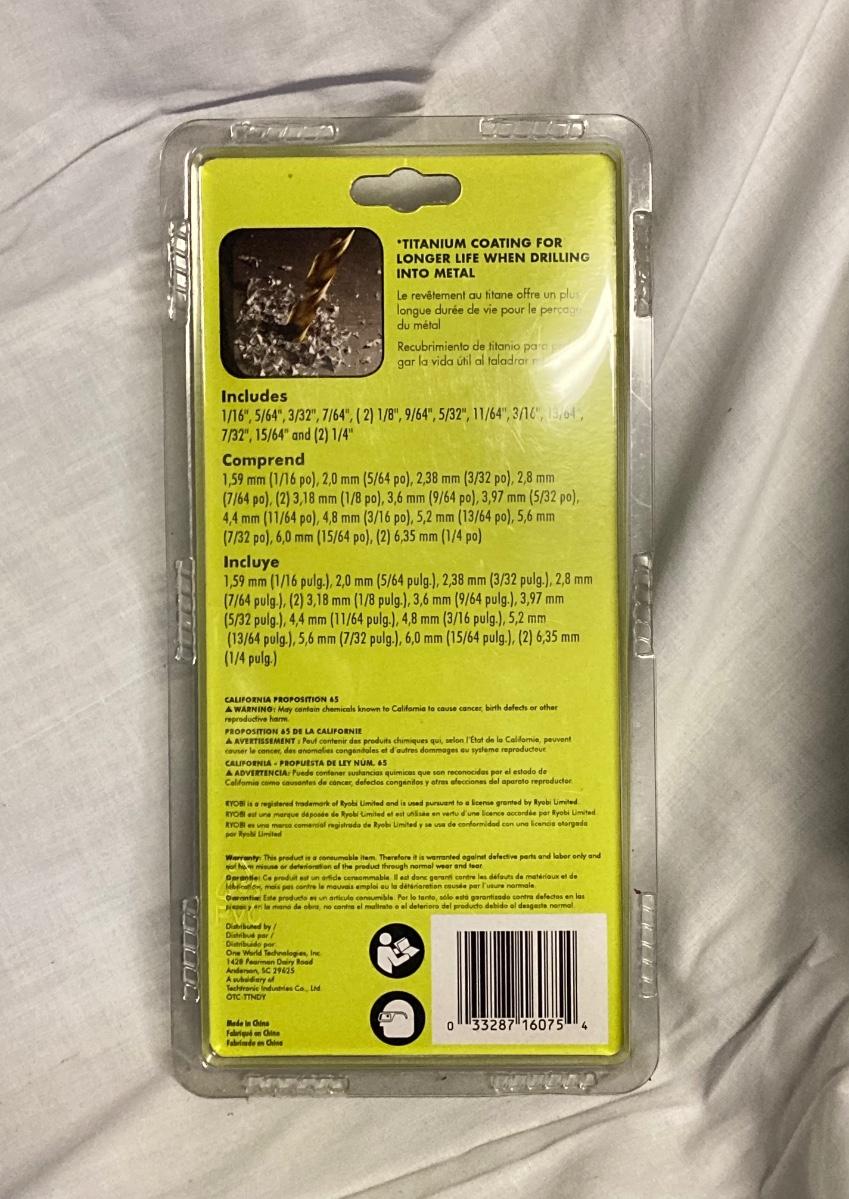 *TITANIUM COATING FOR
LONGER LIFE WHEN DRILLING
INTO METAL
Le revêtement au titane offre un plus
longue durée de vie pour le perçage
du métal
Recubrimiento de titanio para
gar la vida útil al taladrar
Includes
1/16", 5/64", 3/32", 7/64", ( 2) 1/8", 9/64", 5/32", 11/64", 3/16", 13/64",
7/32", 15/64" and (2) 1/4"
Comprend
1,59 mm (1/16 po), 2,0 mm (5/64 po), 2,38 mm (3/32 po), 2,8 mm
(7/64 po), (2) 3,18 mm (1/8 po), 3,6 mm (9/64 po), 3,97 mm (5/32 po),
4,4 mm (11/64 po), 4,8 mm (3/16 po), 5,2 mm (13/64 po), 5,6 mm
(7/32 po), 6,0 mm (15/64 po), (2) 6,35 mm (1/4 po)
Incluye
1,59 mm (1/16 pulg.), 2,0 mm (5/64 pulg.), 2,38 mm (3/32 pulg.), 2,8 mm
(7/64 pulg.), (2) 3,18 mm (1/8 pulg.), 3,6 mm (9/64 pulg.), 3,97 mm
(5/32 pulg.), 4,4 mm (11/64 pulg.), 4,8 mm (3/16 pulg.), 5,2 mm
(13/64 pulg.), 5,6 mm (7/32 pulg.), 6,0 mm (15/64 pulg.), (2) 6,35 mm
(1/4 pulg.)
CALIFORNIA PROPOSITION 65
⚠ WARNING: May contain chemicals known to California to cause cancer, birth defects or other
reproductive harm.
PROPOSITION 65 DE LA CALIFORNIE
⚠ AVERTISSEMENT : Peut contenir des produits chimiques qui, selon l'État de la Californie, peuvent
causer le cancer, des anomalies congénitales et d'autres dommages au système reproducteur.
CALIFORNIA - PROPUESTA DE LEY NÚM. 65
⚠ ADVERTENCIA: Puede contener sustancias químicas que son reconocidas por el estado de
California como causantes de cáncer, defectos congénitos y otras afecciones del aparato reproductor.
RYOBI is a registered trademark of Ryobi Limited and is used pursuant to a license granted by Ryobi Limited.
RYOBI est une marque déposée de Ryobi Limited et est utilisée en vertu d'une licence accordée par Ryobi Limited.
RYOBI es una marca comercial registrada de Ryobi Limited y se usa de conformidad con una licencia otorgada
por Ryobi Limited
Warranty: This product is a consumable item. Therefore it is warranted against defective parts and labor only and
not from misuse or deterioration of the product through normal wear and tear.
Garantie: Ce produit est un article consommable. Il est donc garanti contre les défauts de matériaux et de
fabrication, mais pas contre le mauvais emploi ou la détérioration causée par l'usure normale.
Garantía: Este producto es un artículo consumible. Por lo tanto, sólo está garantizado contra defectos en las
piezas y en la mano de obra, no contra el maltrato o el deterioro del producto debido al desgaste normal.
Distributed by /
Distribué par /
Distribuido por
One World Technologies, Inc.
1428 Pearman Dairy Road
Anderson, SC 29625
A subsidiary of
Techtronic Industries Co., Ltd.
OTC-TTNDY
Made in China
Fabriqué en Chine
Fabricado en China
0 33287 16075 4